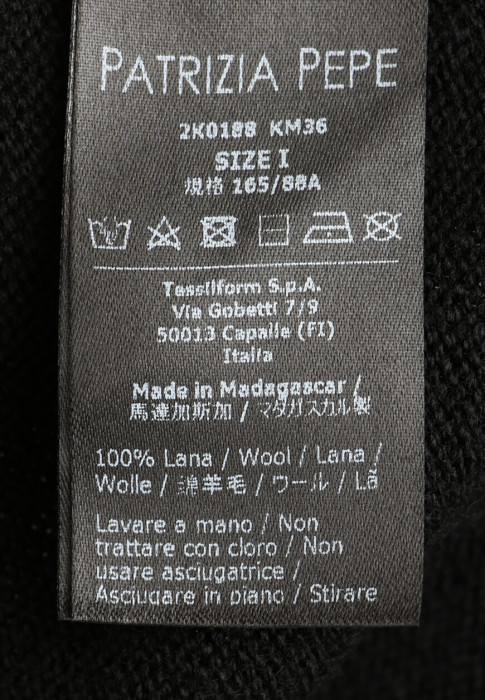 PATRIZIA PEPE
2K0188 KM36
SIZE I
規格 165/88A
Tessilform S.p.A.
Via Gobetti 7/9
50013 Capalle (FI)
Italia
Made in Madagascar /
馬達加斯加 / マダガスカル製
100% Lana / Wool / Lana /
Wolle / 綿羊毛 / ウール / Lã
Lavare a mano / Non
trattare con cloro / Non
usare asciugatrice /
Asciugare in piano / Stirare